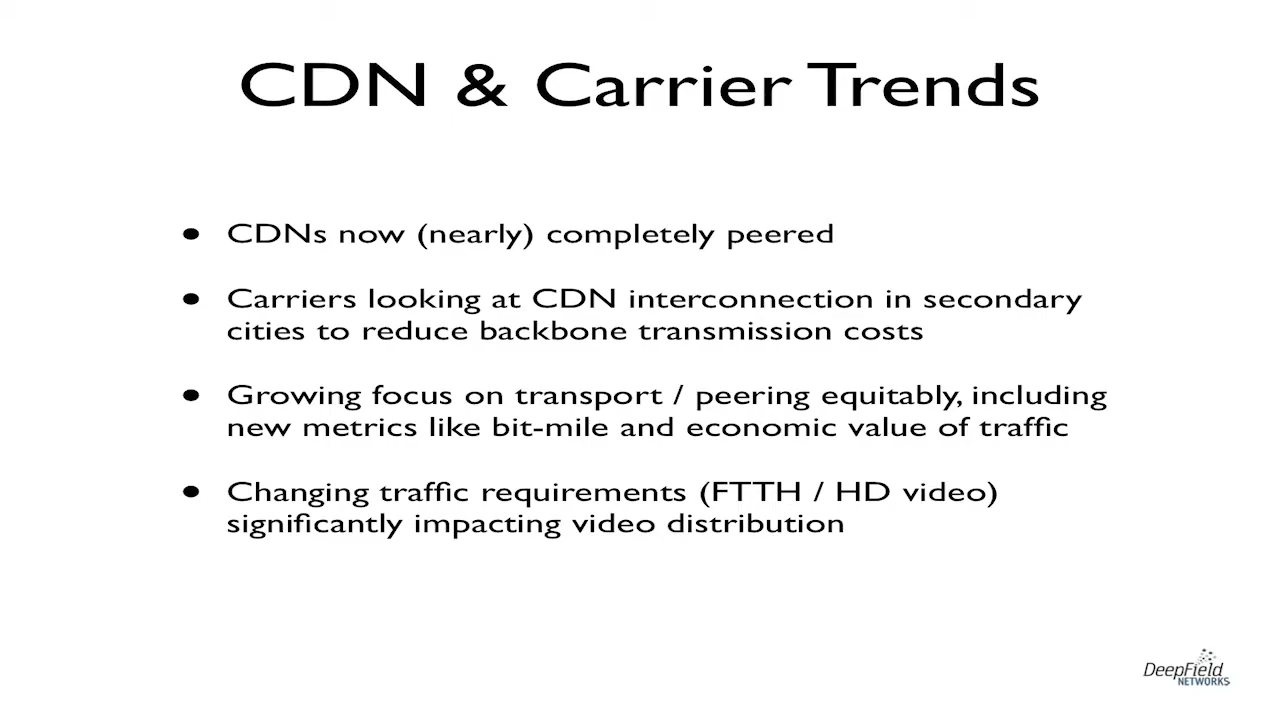 CDN & Carrier Trends
• CDNs now (nearly) completely peered
• Carriers looking at CDN interconnection in secondary
cities to reduce backbone transmission costs
• Growing focus on transport / peering equitably, including
new metrics like bit-mile and economic value of traffic
• Changing traffic requirements (FTTH / HD video)
significantly impacting video distribution
DeepField
NETWORKS